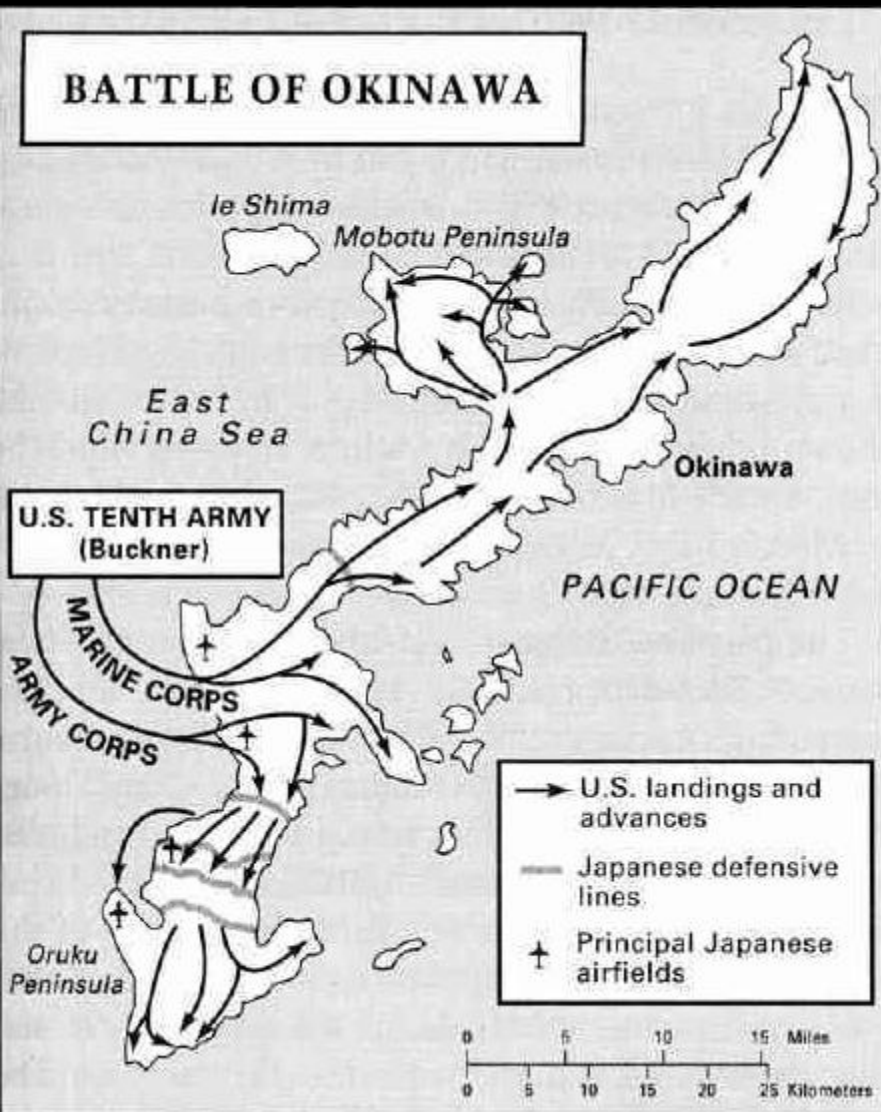 BATTLE OF OKINAWA
Ie Shima
Mobotu Peninsula
East
China Sea
Okinawa
U.S. TENTH ARMY
(Buckner)
PACIFIC OCEAN
MARINE CORPS
ARMY CORPS
U.S. landings and
advances
Japanese defensive
lines
Principal Japanese
airfields
Oruku
Peninsula
0 5 10 15 Miles
0 5 10 15 20 25 Kilometers